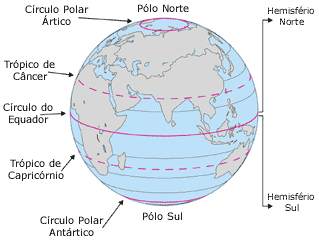 Círculo Polar
Ártico
Pólo Norte
Hemisfério
Norte
Trópico de
Câncer
Círculo do
Equador
Trópico de
Capricórnio
Círculo Polar
Antártico
Pólo Sul
Hemisfério
Sul